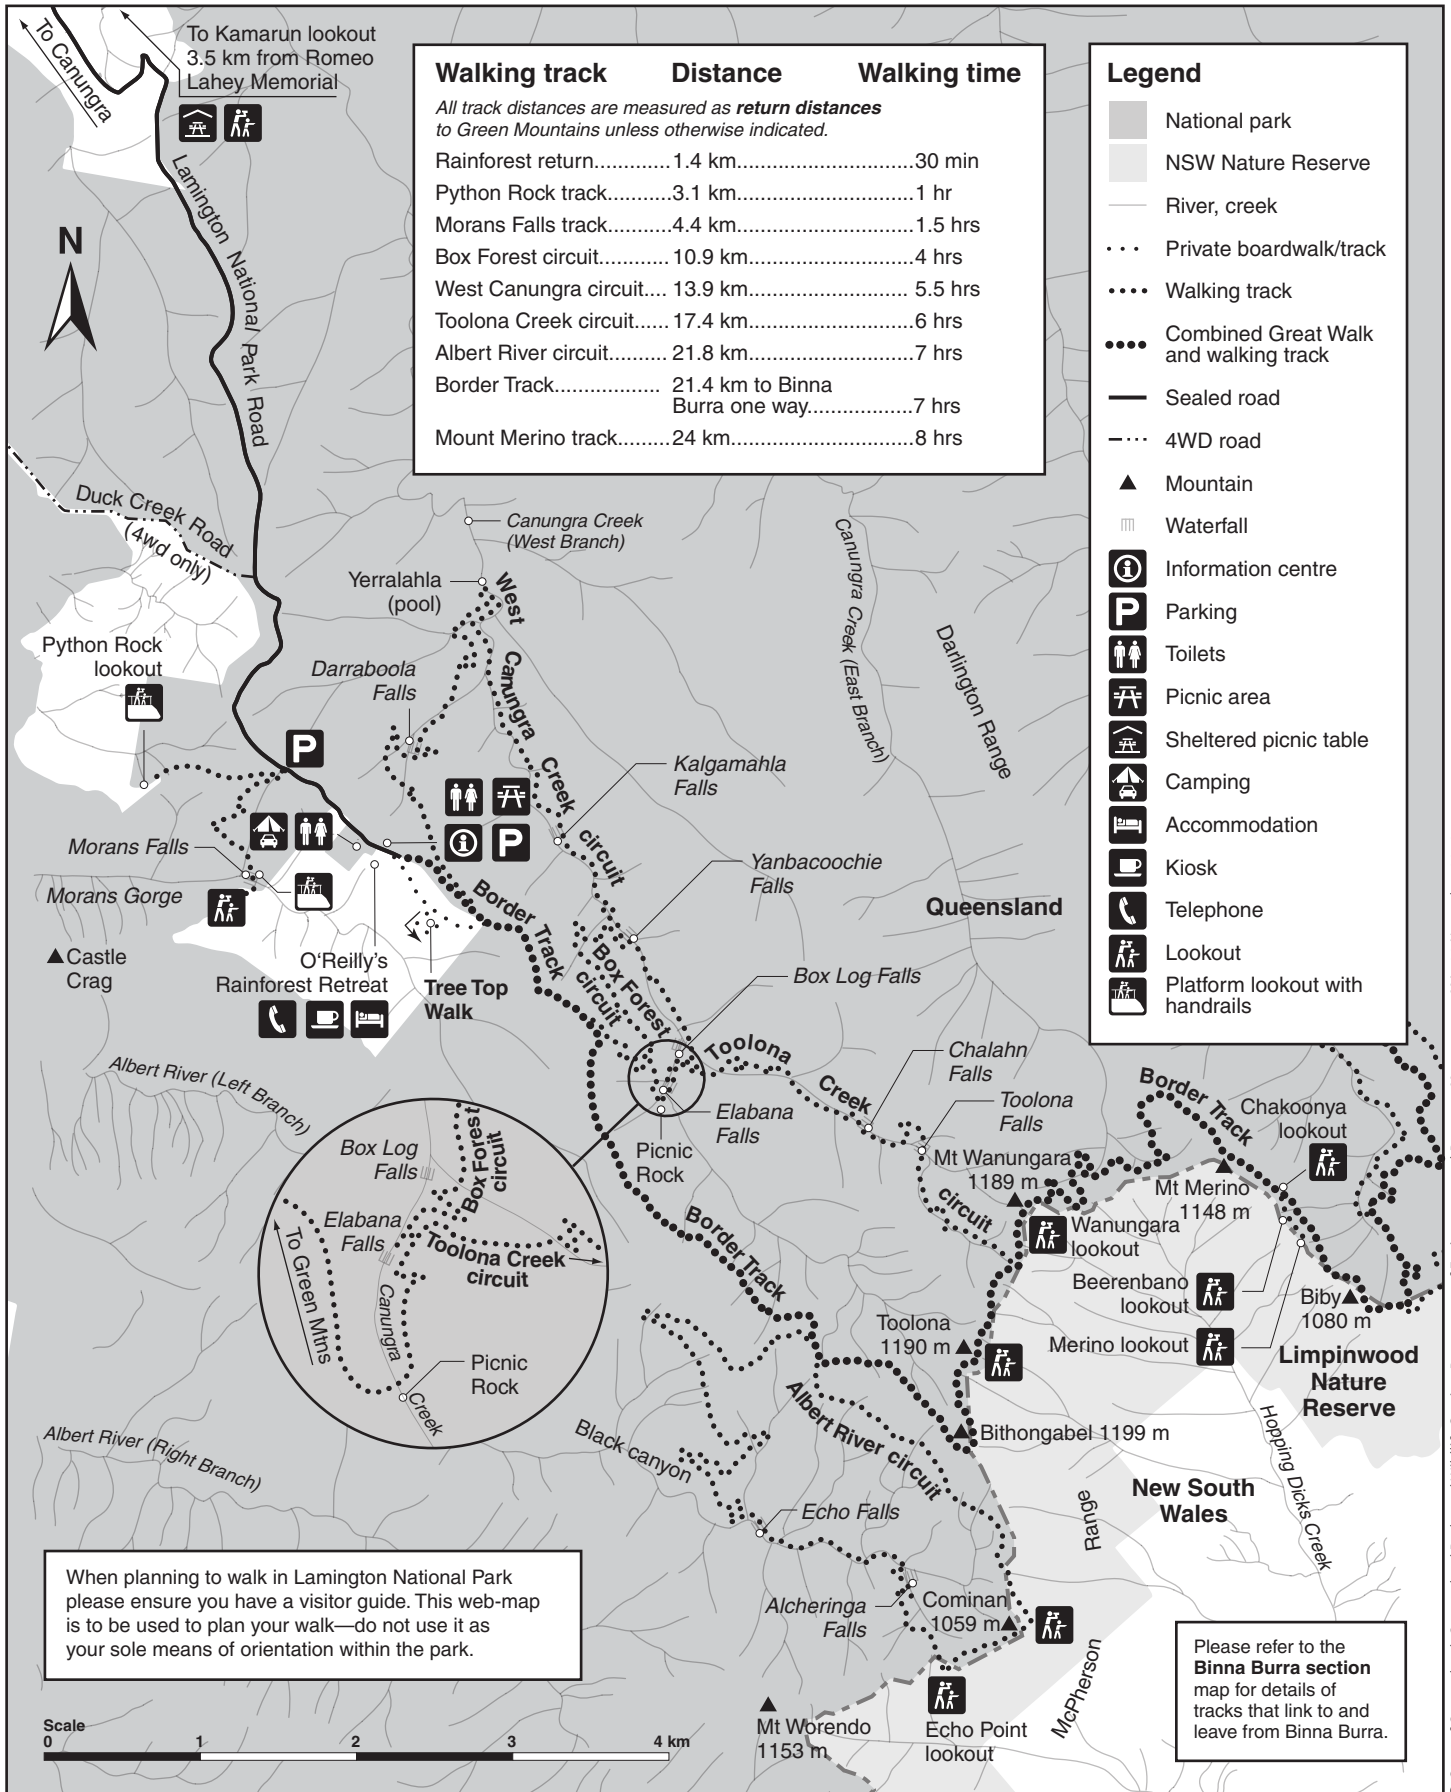 To Canungra
To Kamarun lookout
3.5 km from Romeo
Lahey Memorial
Lamington National Park Road
N
Walking track Distance Walking time
All track distances are measured as return distances
to Green Mountains unless otherwise indicated.
Rainforest return............1.4 km............................30 min
Python Rock track...........3.1 km............................1 hr
Morans Falls track...........4.4 km............................1.5 hrs
Box Forest circuit............10.9 km..........................4 hrs
West Canungra circuit.... 13.9 km......................... 5.5 hrs
Toolona Creek circuit...... 17.4 km..........................6 hrs
Albert River circuit.......... 21.8 km..........................7 hrs
Border Track................. 21.4 km to Binna
Burra one way.................7 hrs
Mount Merino track.........24 km.............................8 hrs
Legend
National park
NSW Nature Reserve
River, creek
Private boardwalk/track
Walking track
Combined Great Walk
and walking track
Sealed road
4WD road
Mountain
Waterfall
Information centre
P Parking
Toilets
Picnic area
Sheltered picnic table
Camping
Accommodation
Kiosk
Telephone
Lookout
Platform lookout with
handrails
Duck Creek Road
(4wd only)
Canungra Creek
(West Branch)
Yerralahla
(pool)
West Canungra Creek circuit
Canungra Creek (East Branch)
Darlington Range
Python Rock
lookout
Darraboola
Falls
P
Kalgamahla
Falls
P
Morans Falls
Morans Gorge
Yanbacoochie
Falls
Queensland
Border Track
Box Forest
circuit
Castle
Crag
O'Reilly's
Rainforest Retreat
Tree Top
Walk
Box Log Falls
Toolona Creek circuit
Chalahn
Falls
Toolona
Falls
Albert River (Left Branch)
Elabana
Falls
Picnic
Rock
Border Track
Chakoonya
lookout
Mt Wanungara
1189 m
Mt Merino
1148 m
Wanungara
lookout
Beerenbano
lookout
Merino lookout
Biby
1080 m
Limpinwood
Nature
Reserve
Box Log
Falls
Box Forest
circuit
Elabana
Falls
Toolona Creek
circuit
To Green Mtns
Canungra
Creek
Picnic
Rock
Border Track
Toolona
1190 m
Albert River circuit
Bithongabel 1199 m
Hopping Dicks Creek
Albert River (Right Branch)
Black canyon
Echo Falls
New South
Wales
McPherson
Range
Alcheringa
Falls
Cominan
1059 m
Echo Point
lookout
Mt Worendo
1153 m
When planning to walk in Lamington National Park
please ensure you have a visitor guide. This web-map
is to be used to plan your walk—do not use it as
your sole means of orientation within the park.
Please refer to the
Binna Burra section
map for details of
tracks that link to and
leave from Binna Burra.
Scale
0 1 2 3 4 km